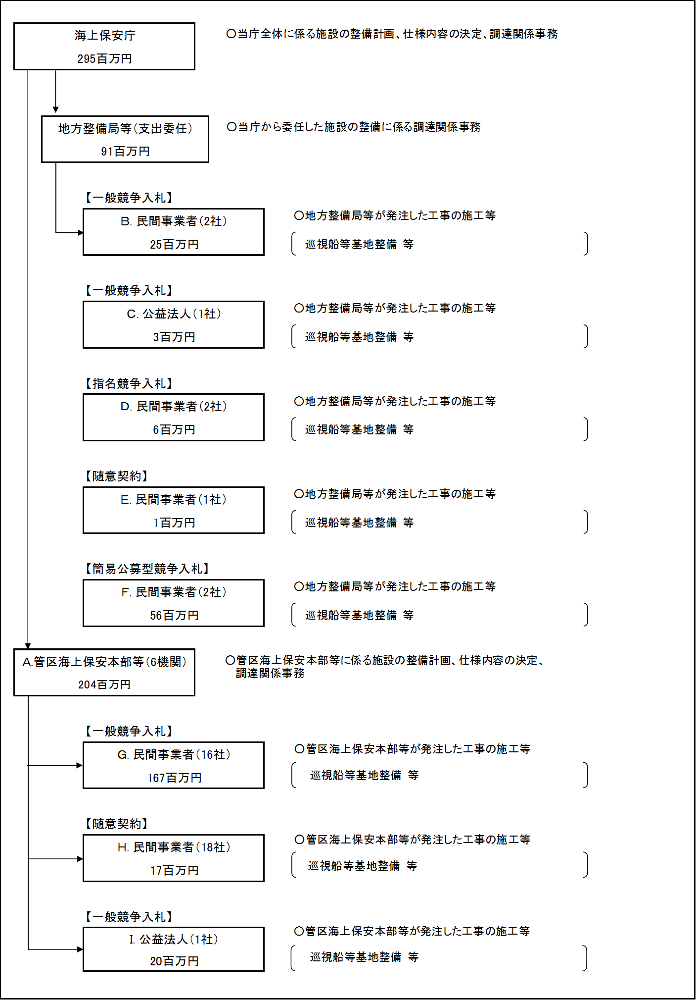 海上保安庁
295百万円
〇当庁全体に係る施設の整備計画、仕様内容の決定、調達関係事務
地方整備局等（支出委任）
91百万円
〇当庁から委任した施設の整備に係る調達関係事務
【一般競争入札】
B. 民間事業者（2社）
25百万円
〇地方整備局等が発注した工事の施工等
巡視船等基地整備 等
【一般競争入札】
C. 公益法人（1社）
3百万円
〇地方整備局等が発注した工事の施工等
巡視船等基地整備 等
【指名競争入札】
D. 民間事業者（2社）
6百万円
〇地方整備局等が発注した工事の施工等
巡視船等基地整備 等
【随意契約】
E. 民間事業者（1社）
1百万円
〇地方整備局等が発注した工事の施工等
巡視船等基地整備 等
【簡易公募型競争入札】
F. 民間事業者（2社）
56百万円
〇地方整備局等が発注した工事の施工等
巡視船等基地整備 等
A.管区海上保安本部等（6機関）
204百万円
〇管区海上保安本部等に係る施設の整備計画、仕様内容の決定、
調達関係事務
【一般競争入札】
G. 民間事業者（16社）
167百万円
〇管区海上保安本部等が発注した工事の施工等
巡視船等基地整備 等
【随意契約】
H. 民間事業者（18社）
17百万円
〇管区海上保安本部等が発注した工事の施工等
巡視船等基地整備 等
【一般競争入札】
I. 公益法人（1社）
20百万円
〇管区海上保安本部等が発注した工事の施工等
巡視船等基地整備 等